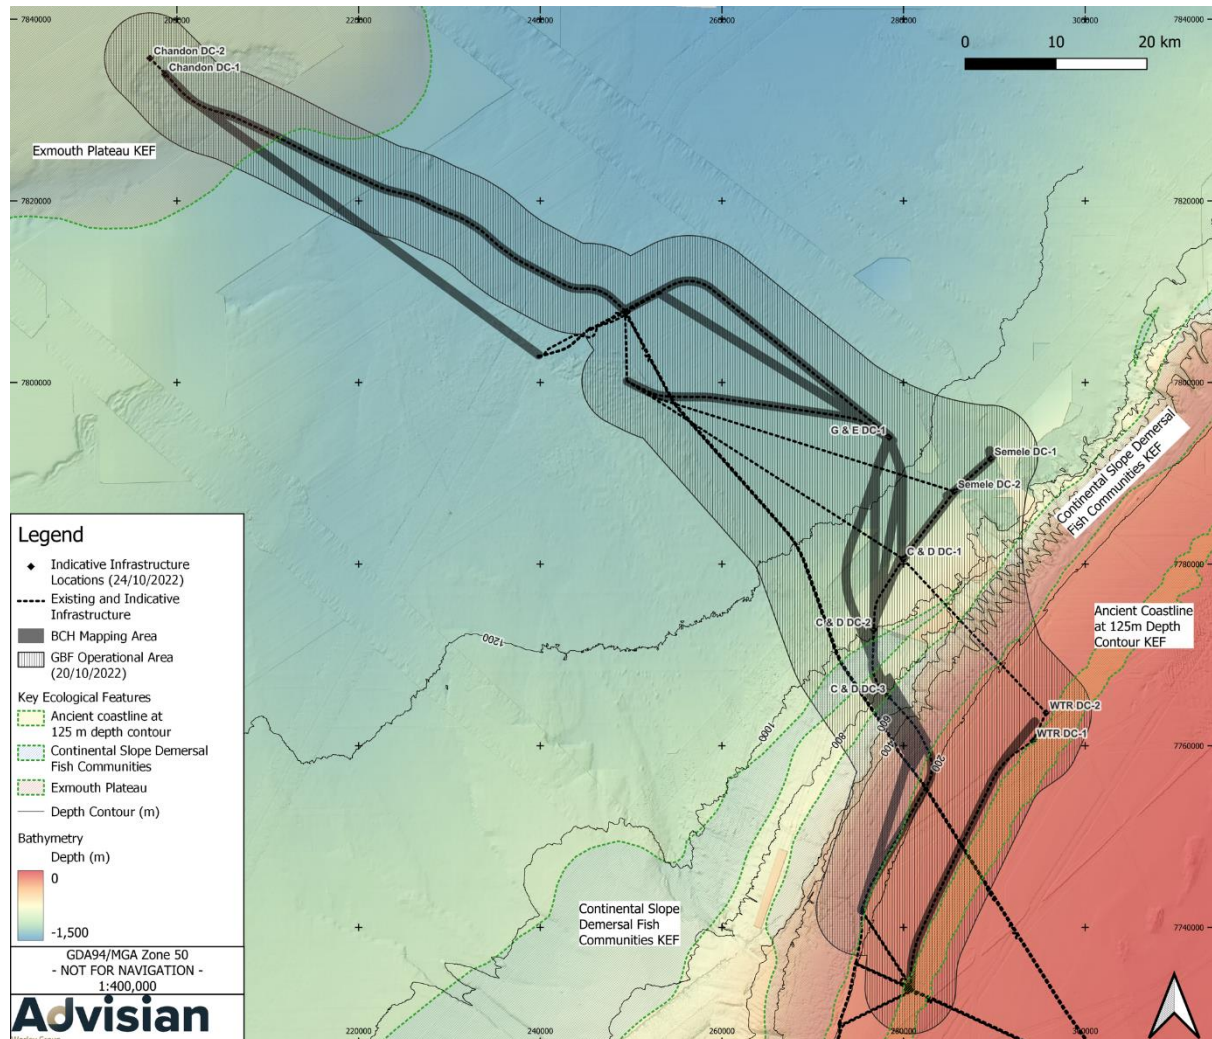 7840000
200000
220000
240000
260000
280000
300000
7840000
0 10 20 km
Chandon DC-2
Chandon DC-1
Exmouth Plateau KEF
7820000
7820000
7800000
7800000
G & E DC-1
Semele DC-1
Semele DC-2
Continental Slope Demersal
Fish Communities KEF
C & D DC-1
7780000
Ancient Coastline
at 125m Depth
Contour KEF
C & D DC-2
1200
C & D DC-3
WTR DC-2
WTR DC-1
1000
800
600
400
200
7760000
Continental Slope
Demersal Fish
Communities KEF
7740000
220000
240000
260000
280000
300000
Legend
Indicative Infrastructure
Locations (24/10/2022)
Existing and Indicative
Infrastructure
BCH Mapping Area
GBF Operational Area
(20/10/2022)
Key Ecological Features
Ancient coastline at
125 m depth contour
Continental Slope Demersal
Fish Communities
Exmouth Plateau
Depth Contour (m)
Bathymetry
Depth (m)
0
-1,500
GDA94/MGA Zone 50
- NOT FOR NAVIGATION -
1:400,000
Advisian